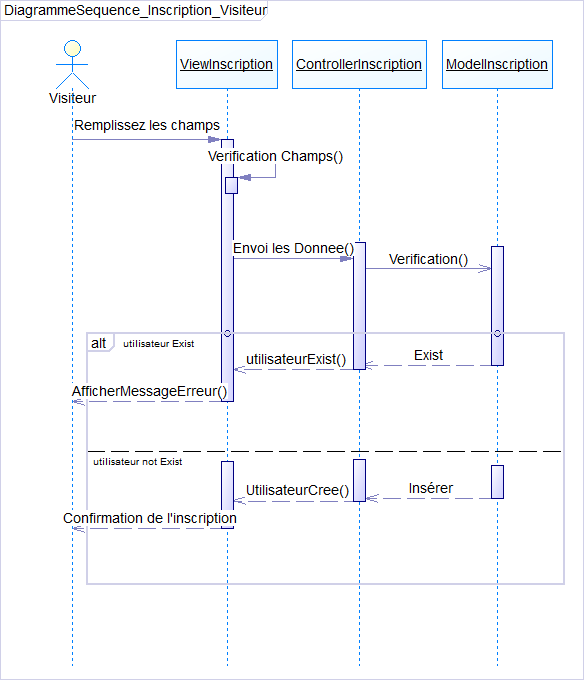 DiagrammeSequence_Inscription_Visiteur
ViewInscription
ControllerInscription
ModelInscription
Visiteur
Remplissez les champs
Verification Champs()
Envoi les Donnee()
Verification()
alt
utilisateur Exist
utilisateurExist()
Exist
AfficherMessageErreur()
utilisateur not Exist
UtilisateurCree()
Insérer
Confirmation de l'inscription